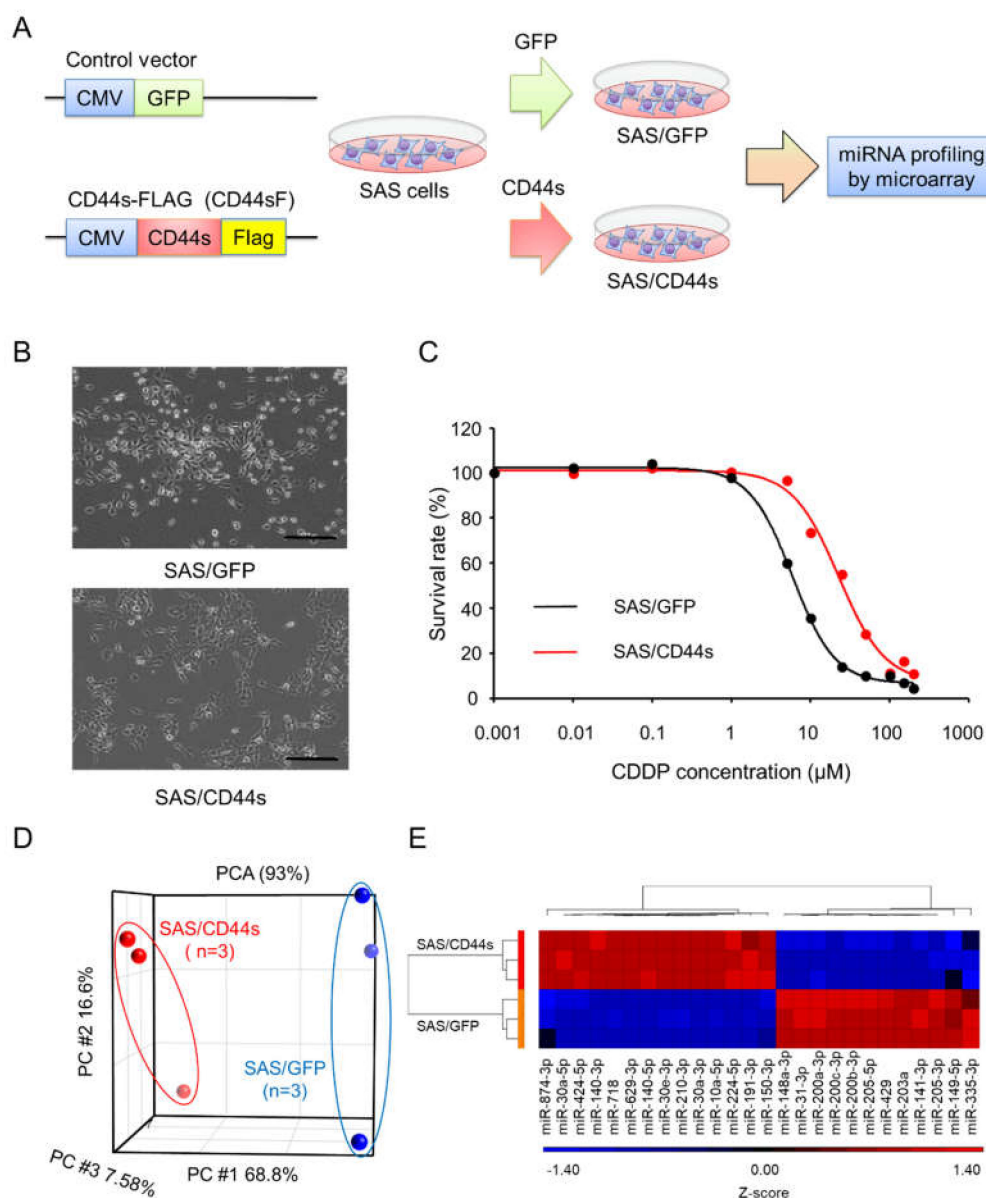 A
Control vector
CMV GFP
CD44s-FLAG (CD44sF)
CMV CD44s Flag
SAS cells
GFP
SAS/GFP
CD44s
SAS/CD44s
miRNA profiling
by microarray
B
SAS/GFP
SAS/CD44s
C
120
100
80
60
40
20
0
Survival rate (%)
SAS/GFP
SAS/CD44s
0.001 0.01 0.1 1 10 100 1000
CDDP concentration (μM)
D
PCA (93%)
SAS/CD44s
( n=3)
SAS/GFP
(n=3)
PC #2 16.6%
PC #3 7.58%
PC #1 68.8%
E
SAS/CD44s
SAS/GFP
miR-874-3p
miR-30a-5p
miR-424-5p
miR-140-3p
miR-718
miR-629-3p
miR-140-5p
miR-30e-3p
miR-210-3p
miR-30a-3p
miR-10a-5p
miR-224-5p
miR-191-3p
miR-150-3p
miR-148a-3p
miR-31-3p
miR-200a-3p
miR-200c-3p
miR-200b-3p
miR-205-5p
miR-429
miR-203a
miR-141-3p
miR-205-3p
miR-149-5p
miR-335-3p
-1.40 0.00 1.40
Z-score